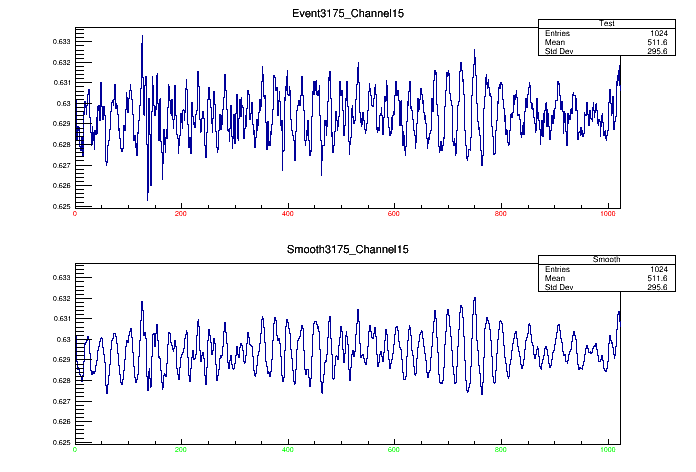 Event3175_Channel15
Test
Entries 1024
Mean 511.6
Std Dev 295.6
0.633
0.632
0.631
0.63
0.629
0.628
0.627
0.626
0.625
0 200 400 600 800 1000
Smooth3175_Channel15
Smooth
Entries 1024
Mean 511.6
Std Dev 295.6
0.633
0.632
0.631
0.63
0.629
0.628
0.627
0.626
0.625
0 200 400 600 800 1000